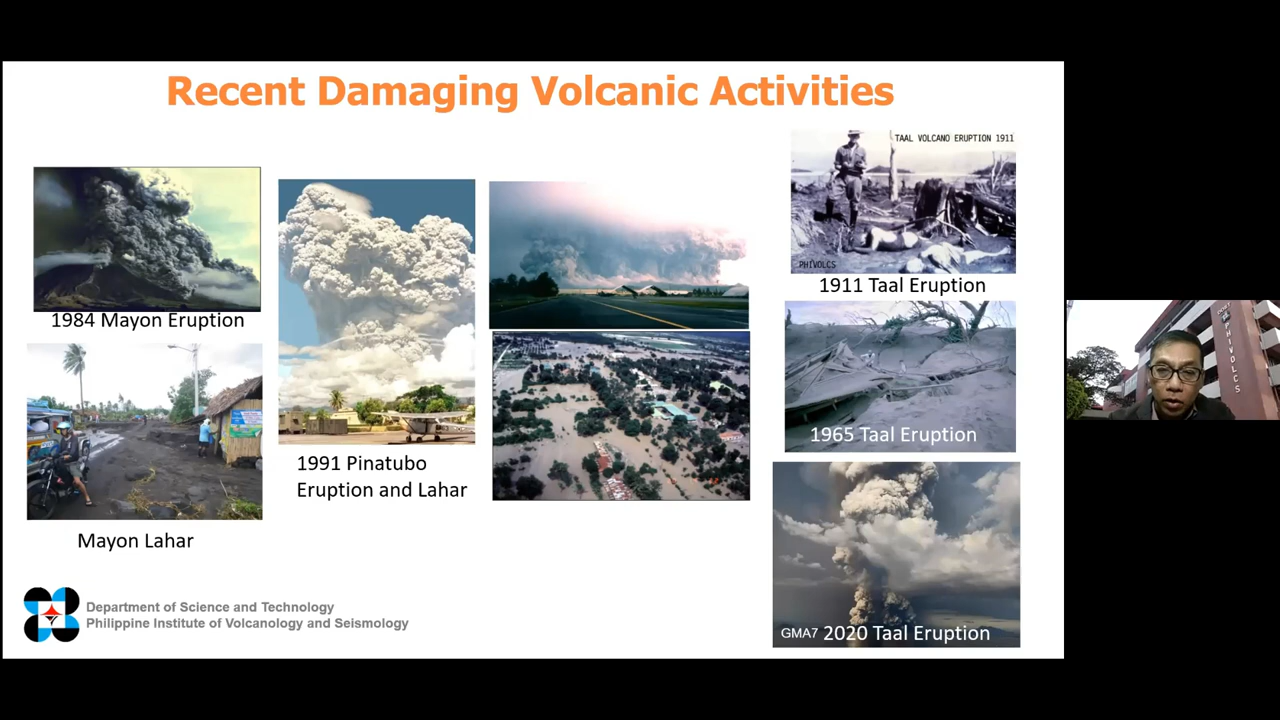 Recent Damaging Volcanic Activities
1984 Mayon Eruption
Mayon Lahar
1991 Pinatubo
Eruption and Lahar
TAAL VOLCANO ERUPTION 1911
PHIVOLCS
1911 Taal Eruption
1965 Taal Eruption
GMA7 2020 Taal Eruption
Department of Science and Technology
Philippine Institute of Volcanology and Seismology
PHIVOLCS